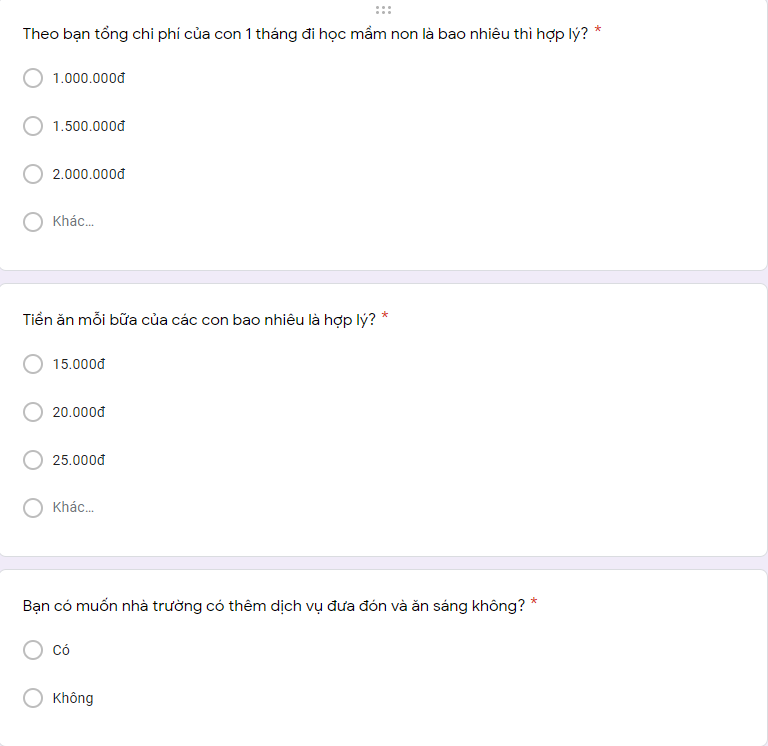 Theo bạn tổng chi phí của con 1 tháng đi học mầm non là bao nhiêu thì hợp lý? *
1.000.000đ
1.500.000đ
2.000.000đ
Khác...
Tiền ăn mỗi bữa của các con bao nhiêu là hợp lý? *
15.000đ
20.000đ
25.000đ
Khác...
Bạn có muốn nhà trường có thêm dịch vụ đưa đón và ăn sáng không? *
Có
Không